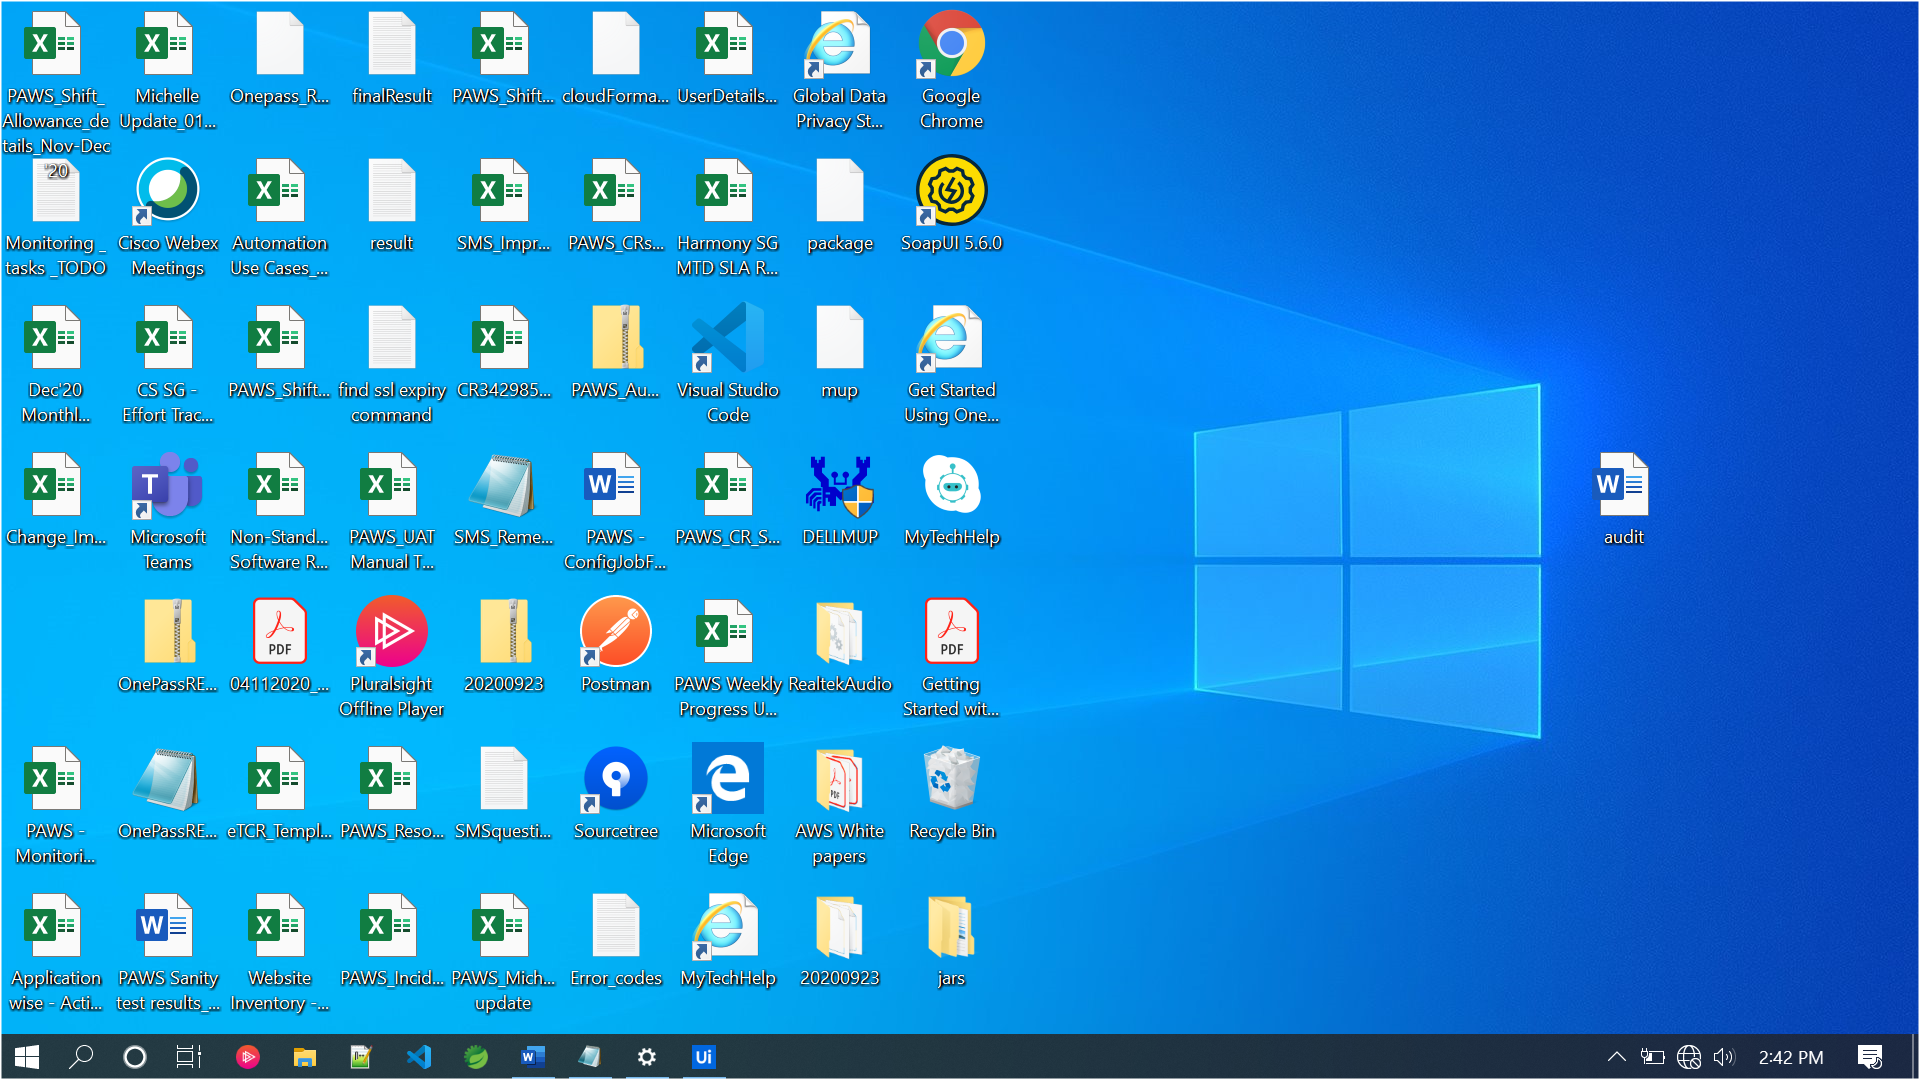 PAWS_Shift_
Allowance_de
tails_Nov-Dec
'20
Michelle
Update_01...
Onepass_R...
finalResult
PAWS_Shift...
cloudForma...
UserDetails...
Global Data
Privacy St...
Google
Chrome
Monitoring _
tasks _TODO
Cisco Webex
Meetings
Automation
Use Cases_...
result
SMS_Impr...
PAWS_CRs...
Harmony SG
MTD SLA R...
package
SoapUI 5.6.0
Dec'20
Monthl...
CS SG -
Effort Trac...
PAWS_Shift...
find ssl expiry
command
CR342985...
PAWS_Au...
Visual Studio
Code
mup
Get Started
Using One...
Change_Im...
Microsoft
Teams
Non-Stand...
Software R...
PAWS_UAT
Manual T...
SMS_Reme...
PAWS -
ConfigJobF...
PAWS_CR_S...
DELLMUP
MyTechHelp
audit
OnePassRE...
PDF
04112020_...
Pluralsight
Offline Player
20200923
Postman
PAWS Weekly
Progress U...
RealtekAudio
PDF
Getting
Started wit...
PAWS -
Monitori...
OnePassRE...
eTCR_Templ...
PAWS_Reso...
SMSquesti...
Sourcetree
Microsoft
Edge
AWS White
papers
Recycle Bin
Application
wise - Acti...
PAWS Sanity
test results_...
Website
Inventory -...
PAWS_Incid...
PAWS_Mich...
update
Error_codes
MyTechHelp
20200923
jars
Ui
2:42 PM